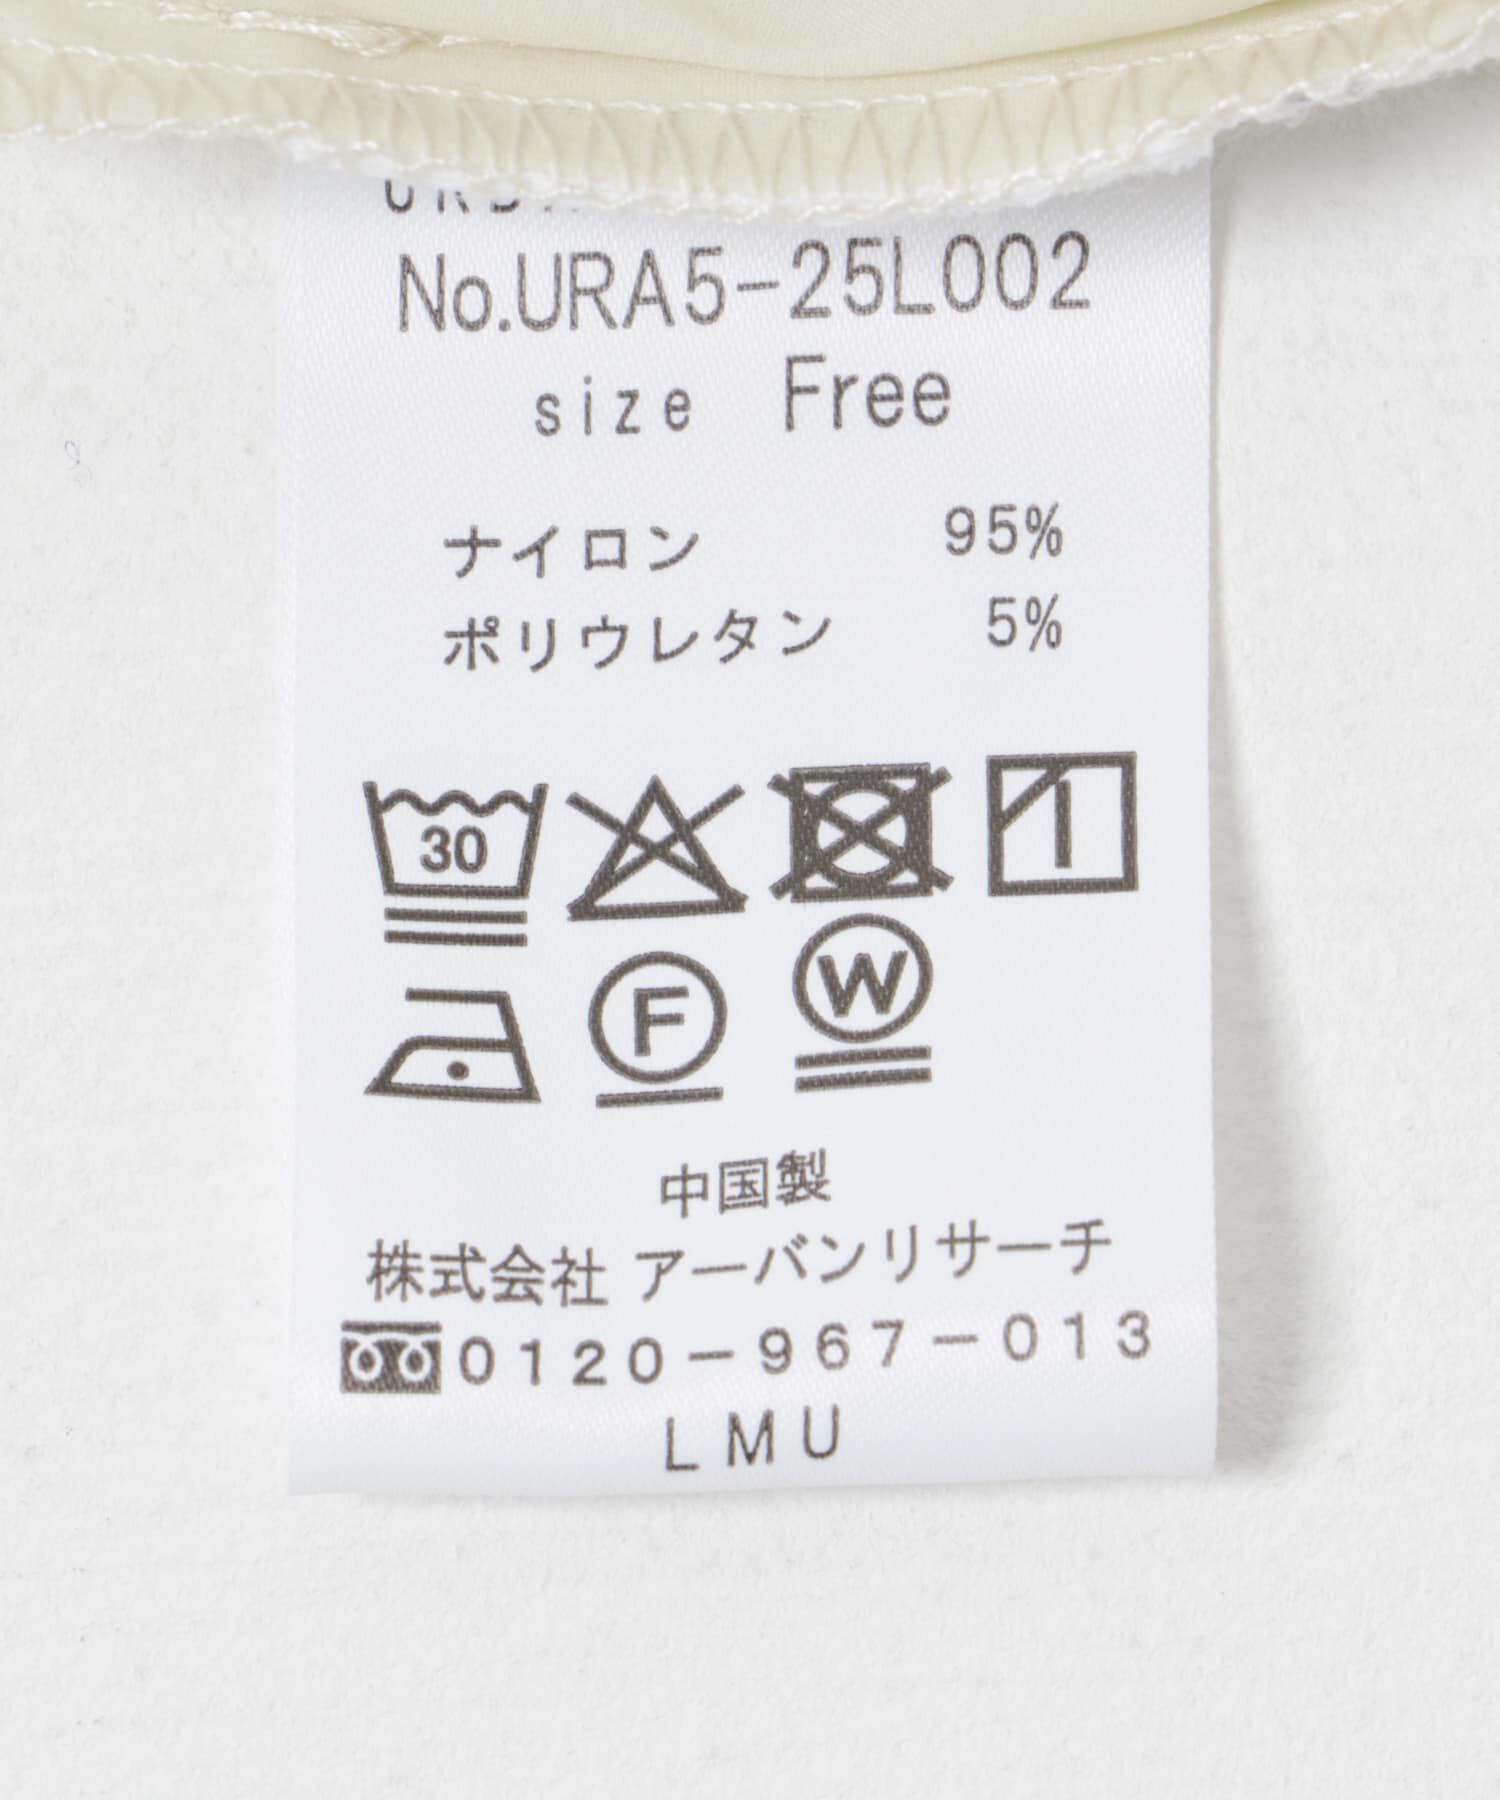 No.URA5-25L002
size Free
ナイロン 95%
ポリウレタン 5%
30
F W
中国製
株式会社 アーバンリサーチ
0120-967-013
LMU